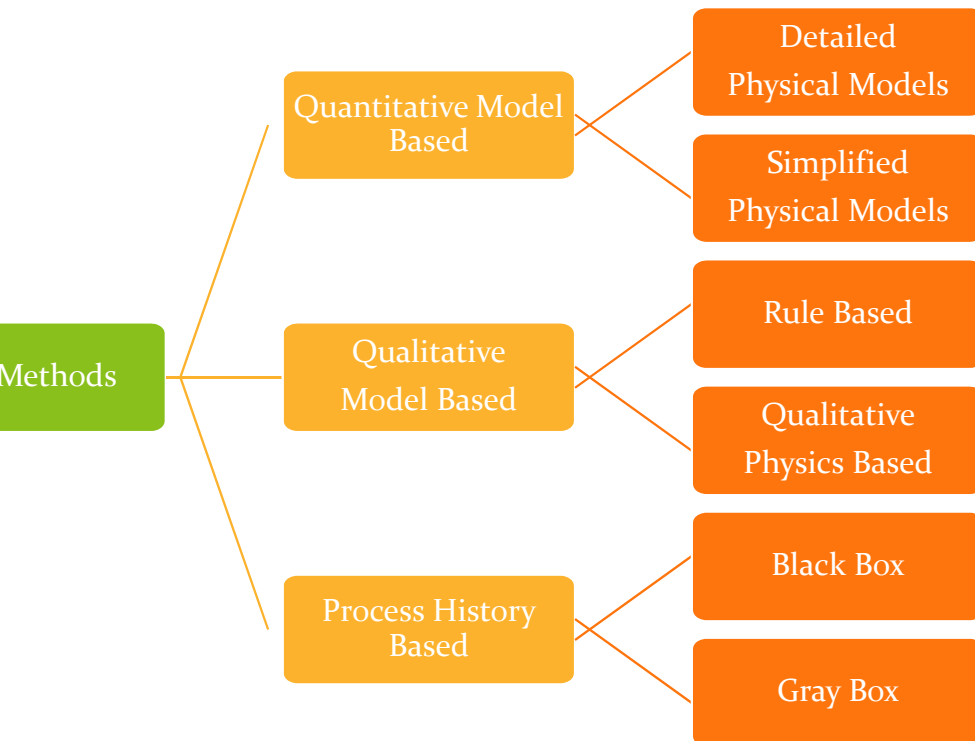 Methods
Quantitative Model
Based
Detailed
Physical Models
Simplified
Physical Models
Qualitative
Model Based
Rule Based
Qualitative
Physics Based
Process History
Based
Black Box
Gray Box